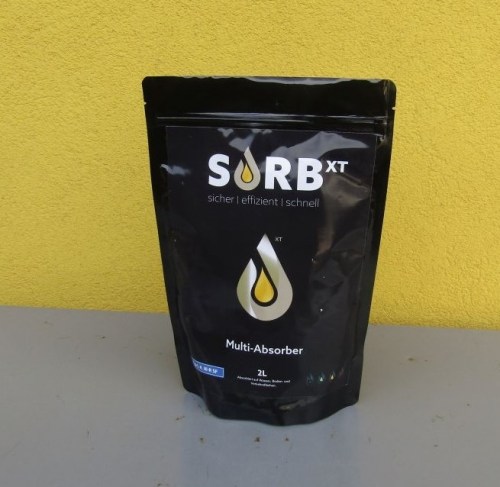 SORB XT
sicher | effizient | schnell
XT
Multi-Absorber
2L